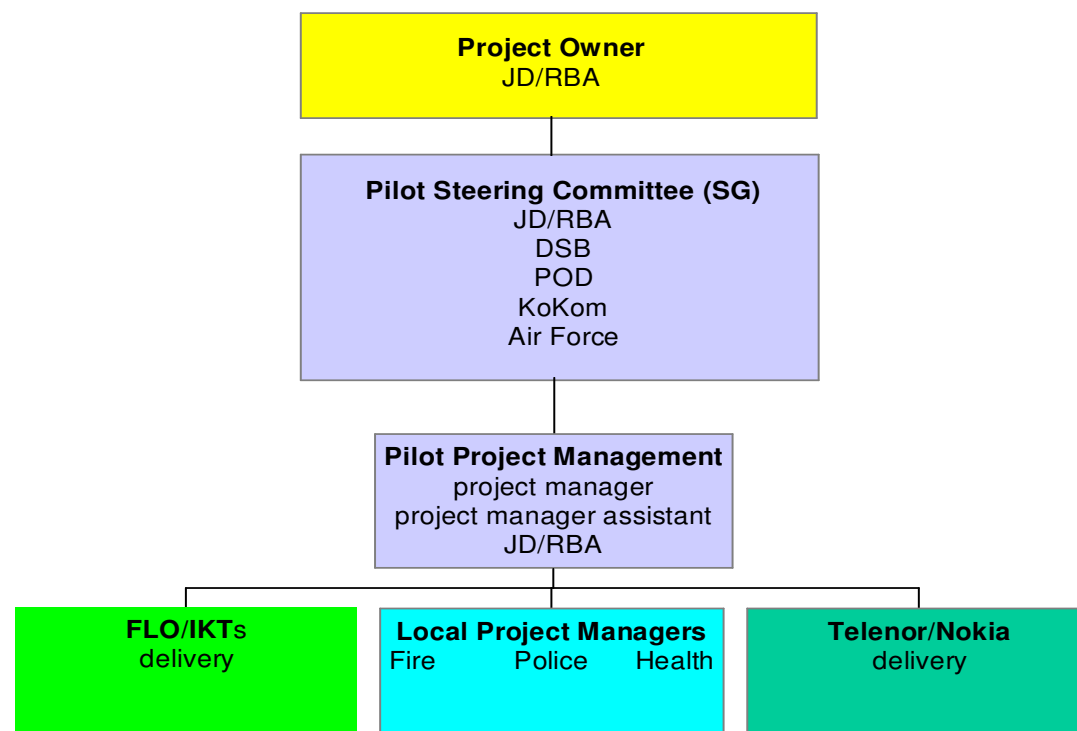 Project Owner
JD/RBA
Pilot Steering Committee (SG)
JD/RBA
DSB
POD
KoKom
Air Force
Pilot Project Management
project manager
project manager assistant
JD/RBA
FLO/IKTs
delivery
Local Project Managers
Fire Police Health
Telenor/Nokia
delivery